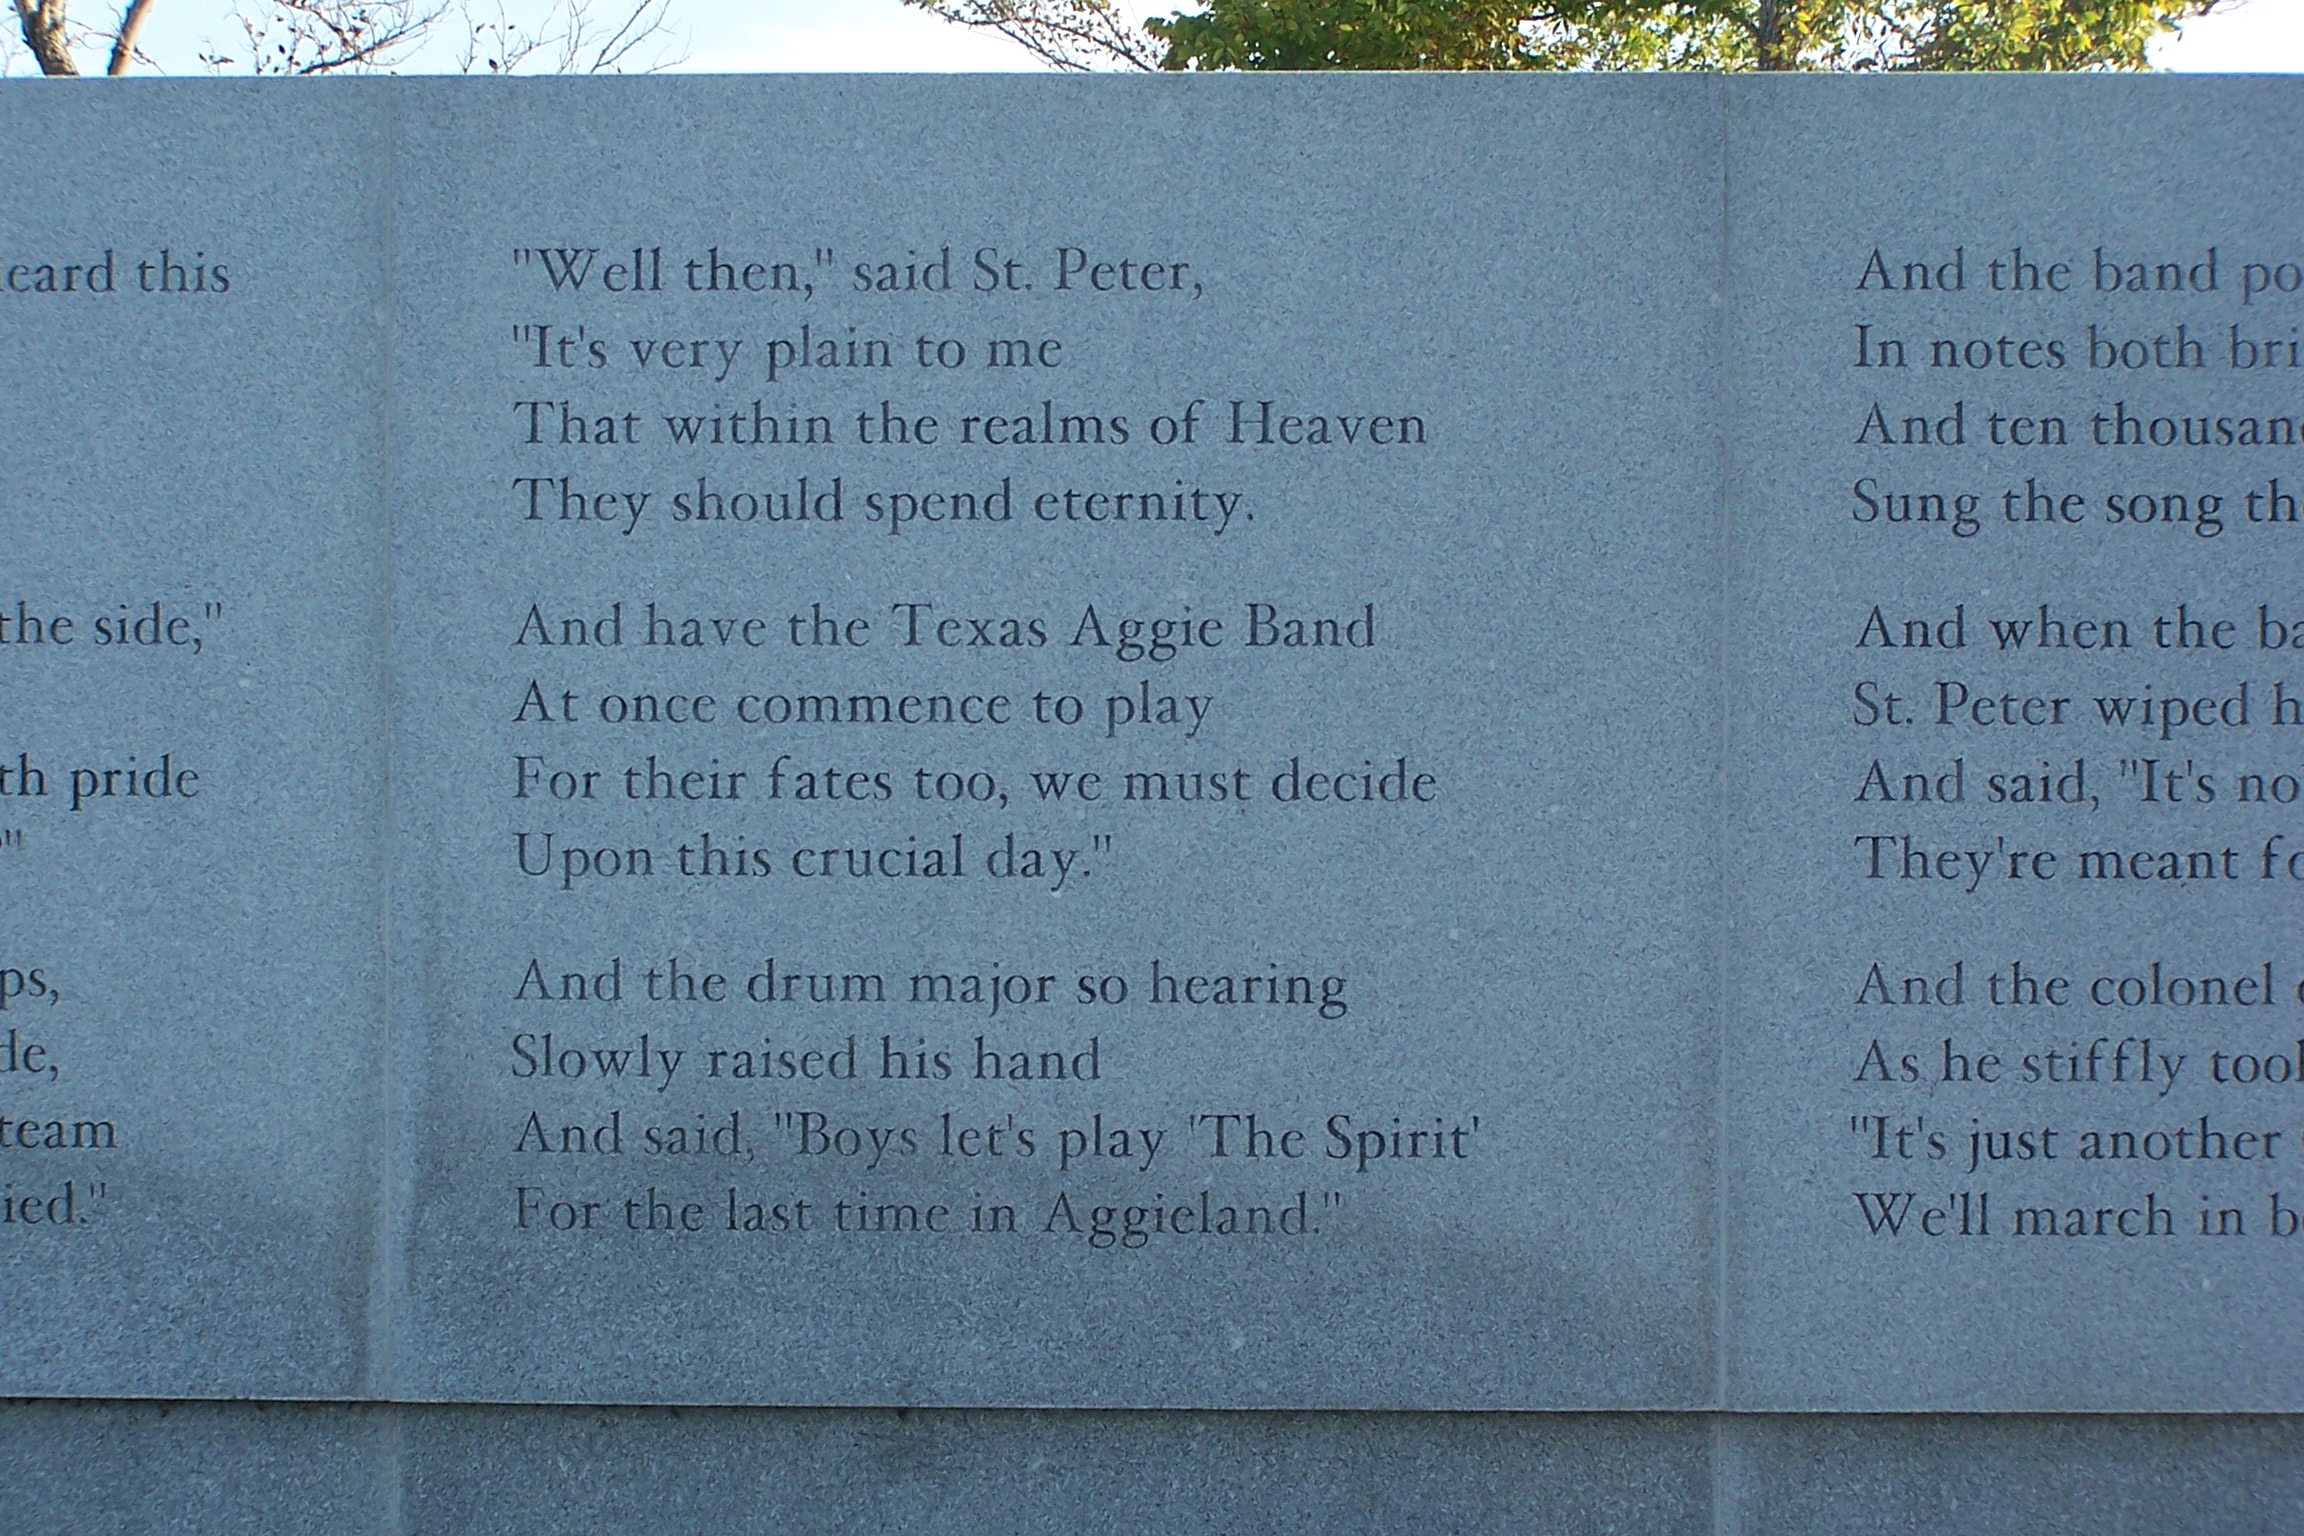 this
the side,"
pride
team
"Well then," said St. Peter,
"It's very plain to me
That within the realms of Heaven
They should spend eternity.
And have the Texas Aggie Band
At once commence to play
For their fates too, we must decide
Upon this crucial day."
And the drum major so hearing
Slowly raised his hand
And said, "Boys let's play 'The Spirit'
For the last time in Aggieland."
And the band
In notes both
And ten
Sung the song
And when the
St. Peter wiped
And said, "It's
They're meant
And the colonel
As he stiffly
"It's just another
We'll march in